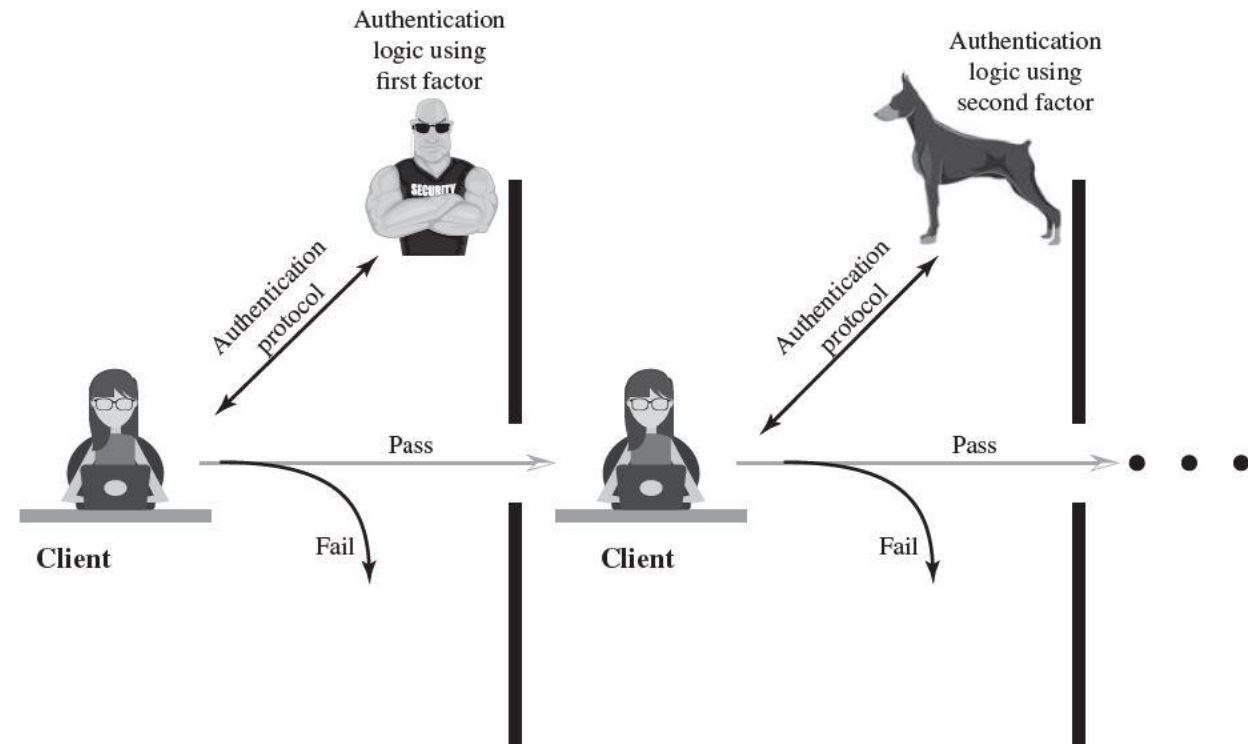 Authentication
logic using
first factor
SECURITY
Authentication
protocol
Pass
Fail
Client
Authentication
logic using
second factor
Authentication
protocol
Pass
Fail
Client